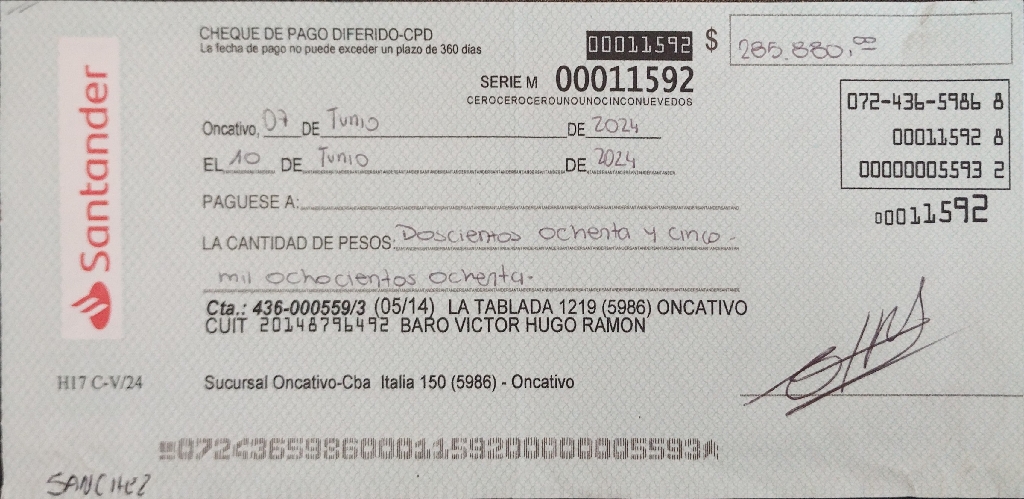 Santander
CHEQUE DE PAGO DIFERIDO-CPD
La fecha de pago no puede exceder un plazo de 360 días
00011592 $ 285.880,00
SERIE M 00011592
CEROCEROCEROUNOUNOCINCONUEVEDOS
072-436-5986 8
00011592 8
00000005593 2
00011592
Oncativo, 07 DE Junio DE 2024
EL 10 DE Junio DE 2024
PAGUESE A:
LA CANTIDAD DE PESOS: Doscientos ochenta y cinco-
mil ochocientos ochenta-
Cta.: 436-000559/3 (05/14) LA TABLADA 1219 (5986) ONCATIVO
CUIT 20148796492 BARO VICTOR HUGO RAMON
H17 C-V/24
Sucursal Oncativo-Cba Italia 150 (5986) - Oncativo
07243659860001159200000005593
SANCHEZ